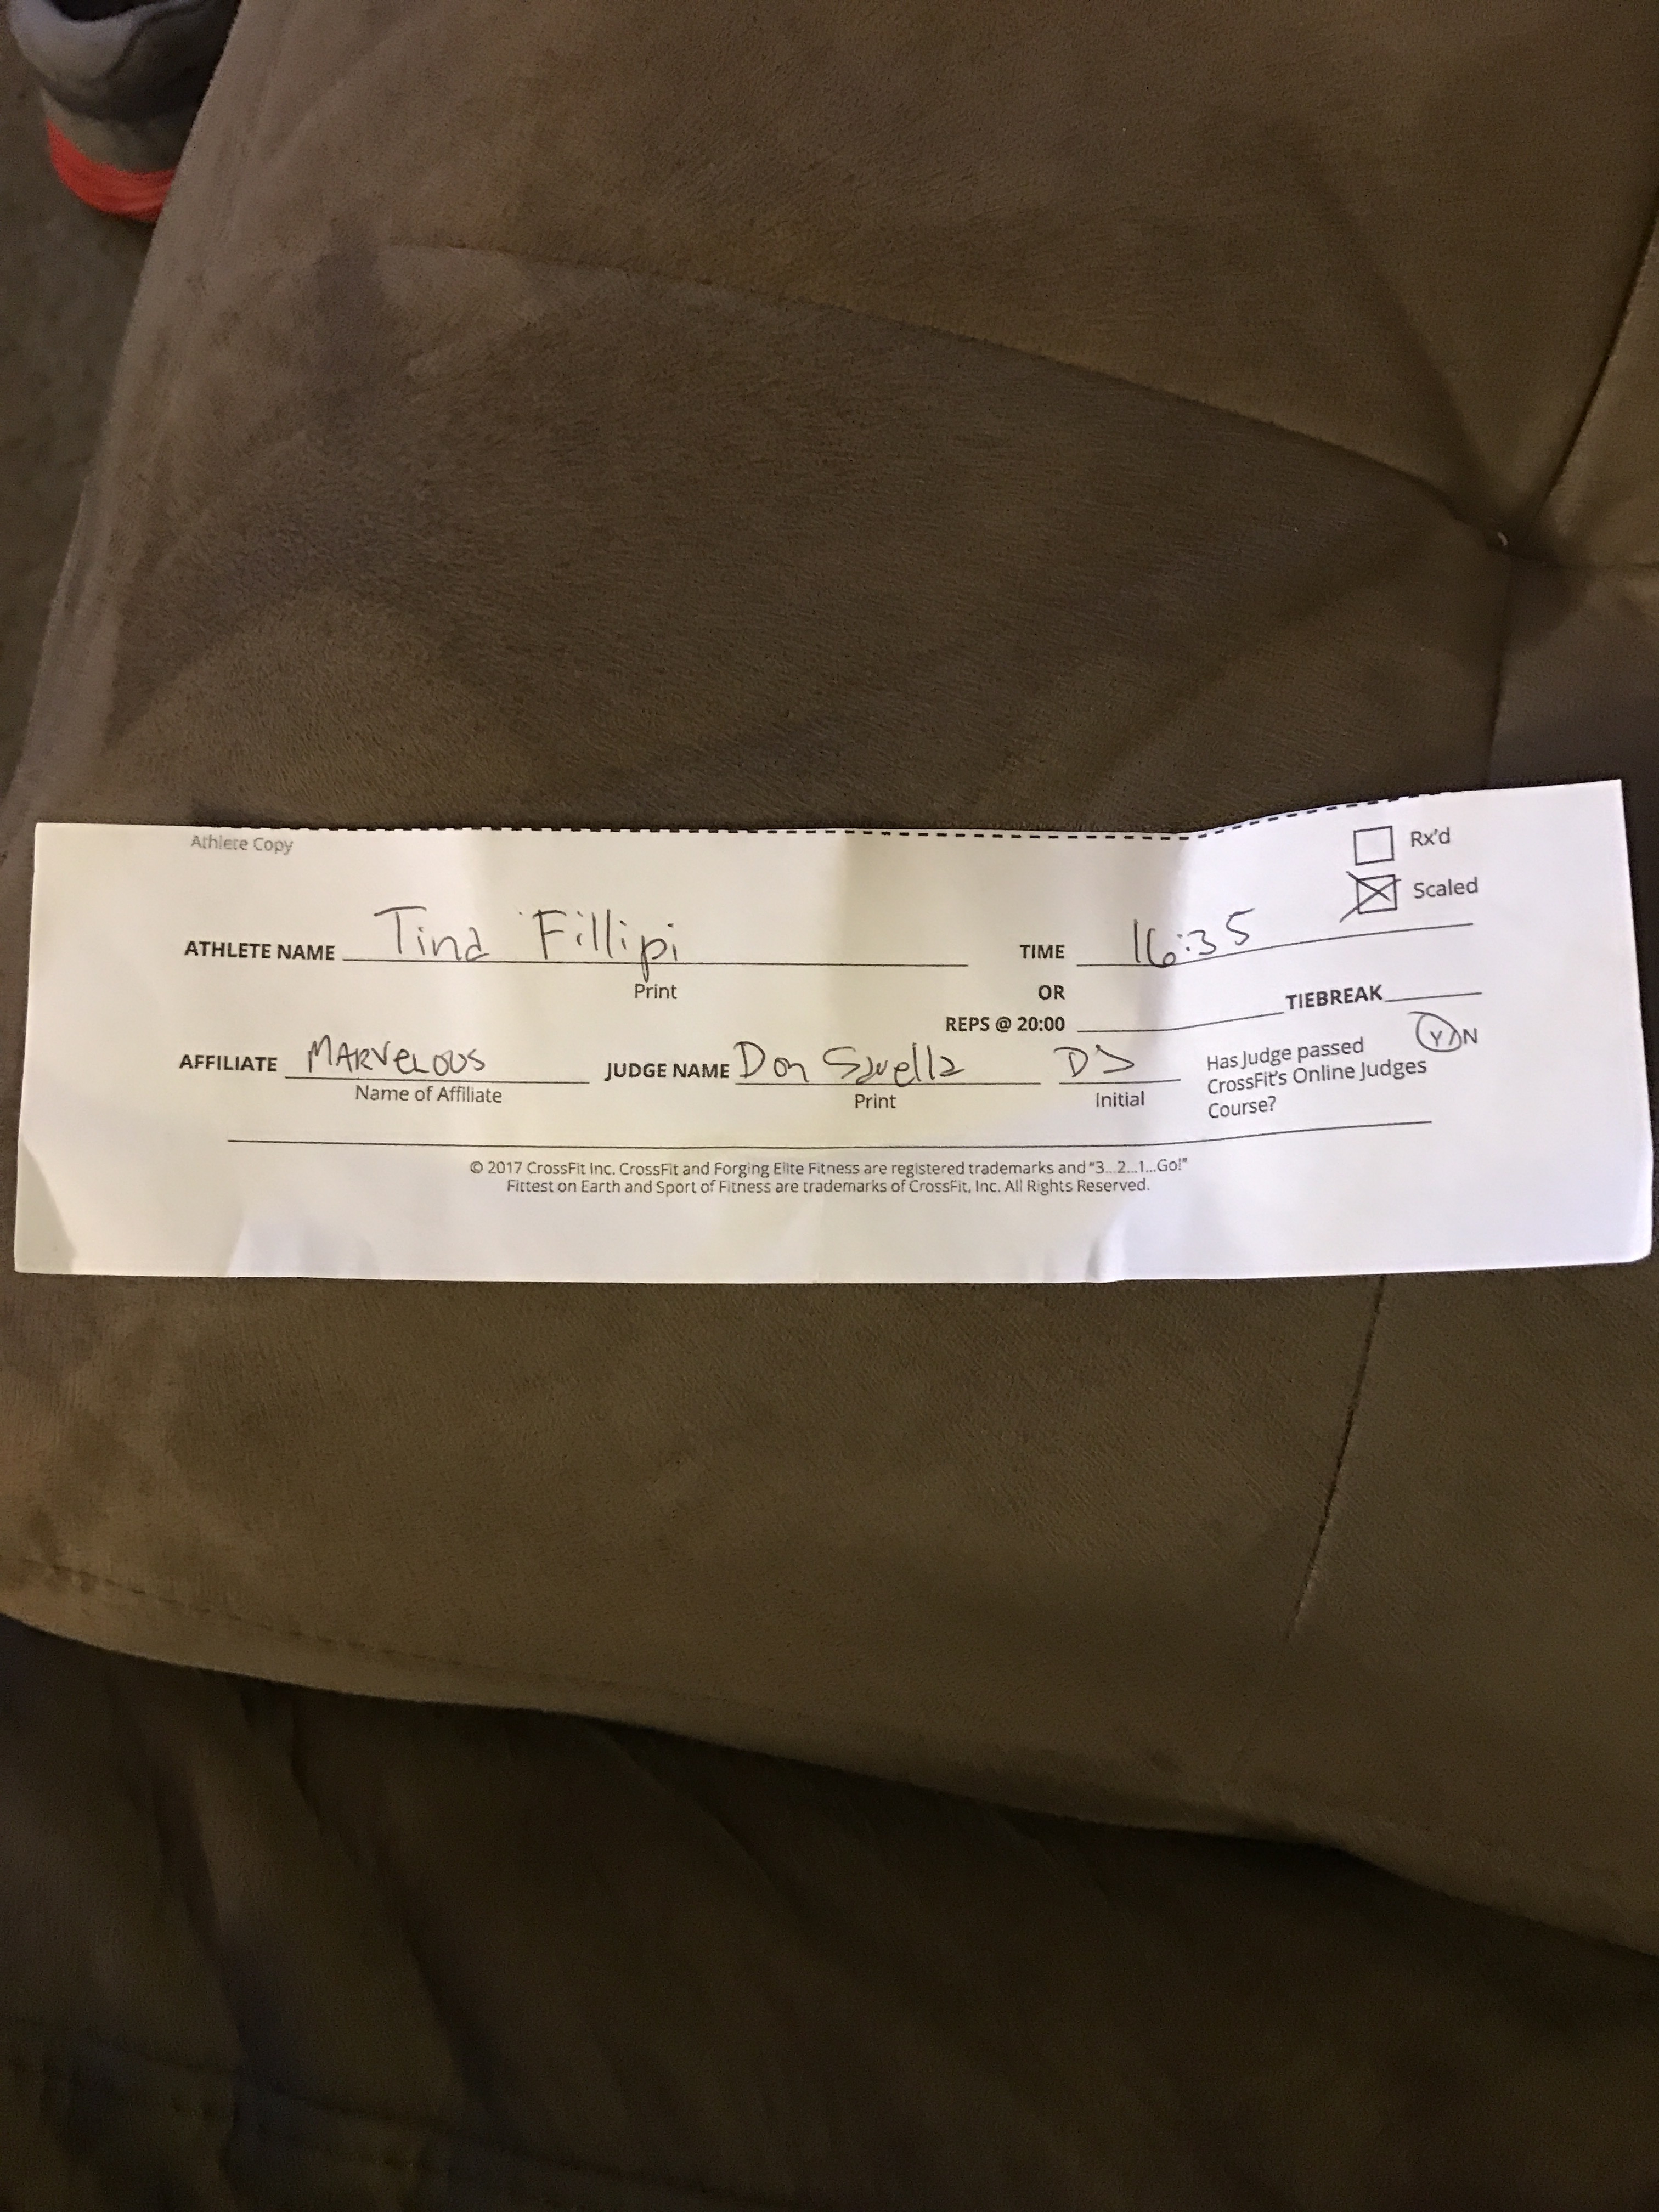 Athlete Copy
Rx'd
Scaled
ATHLETE NAME Tina Fillipi TIME 16:35
Print OR
REPS @ 20:00 TIEBREAK
AFFILIATE MARVELOUS JUDGE NAME Don DS Has Judge passed Y / N
CrossFit's Online Judges
Course?
Name of Affiliate Print Initial
© 2017 CrossFit Inc. CrossFit and Forging Elite Fitness are registered trademarks and "3...2...1...Go!"
Fittest on Earth and Sport of Fitness are trademarks of CrossFit, Inc. All Rights Reserved.